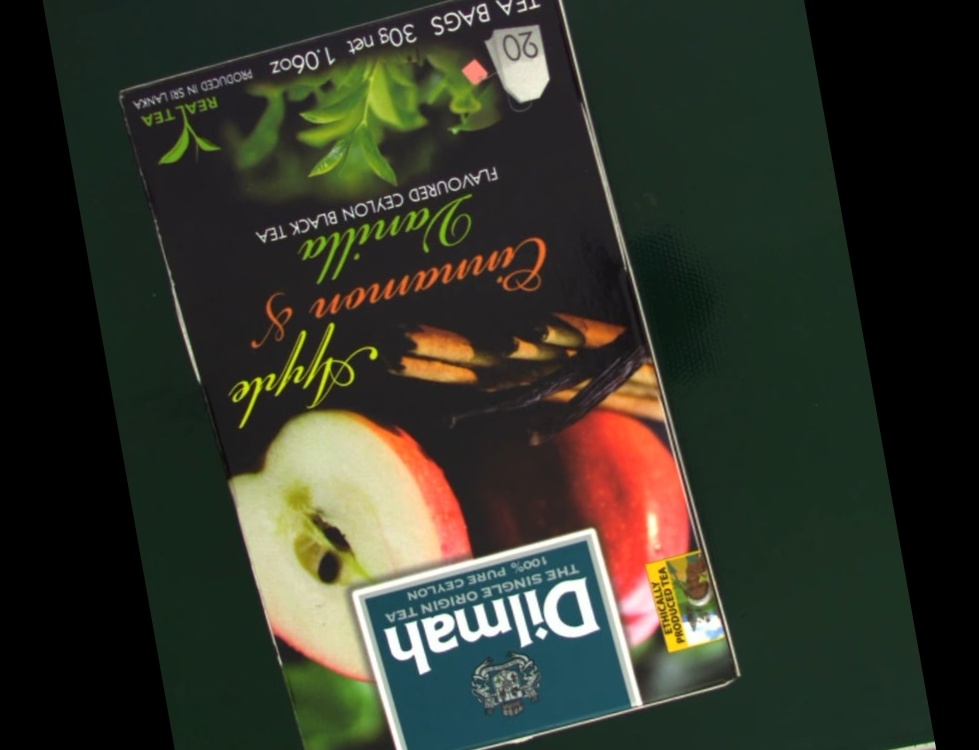 Dilmah
THE SINGLE ORIGIN TEA
100% PURE CEYLON
ETHICALLY
PRODUCED TEA
Apple
Cinnamon &
Vanilla
FLAVOURED CEYLON BLACK TEA
REAL TEA
PRODUCED IN SRI LANKA
20
TEA BAGS 30g net 1.06oz